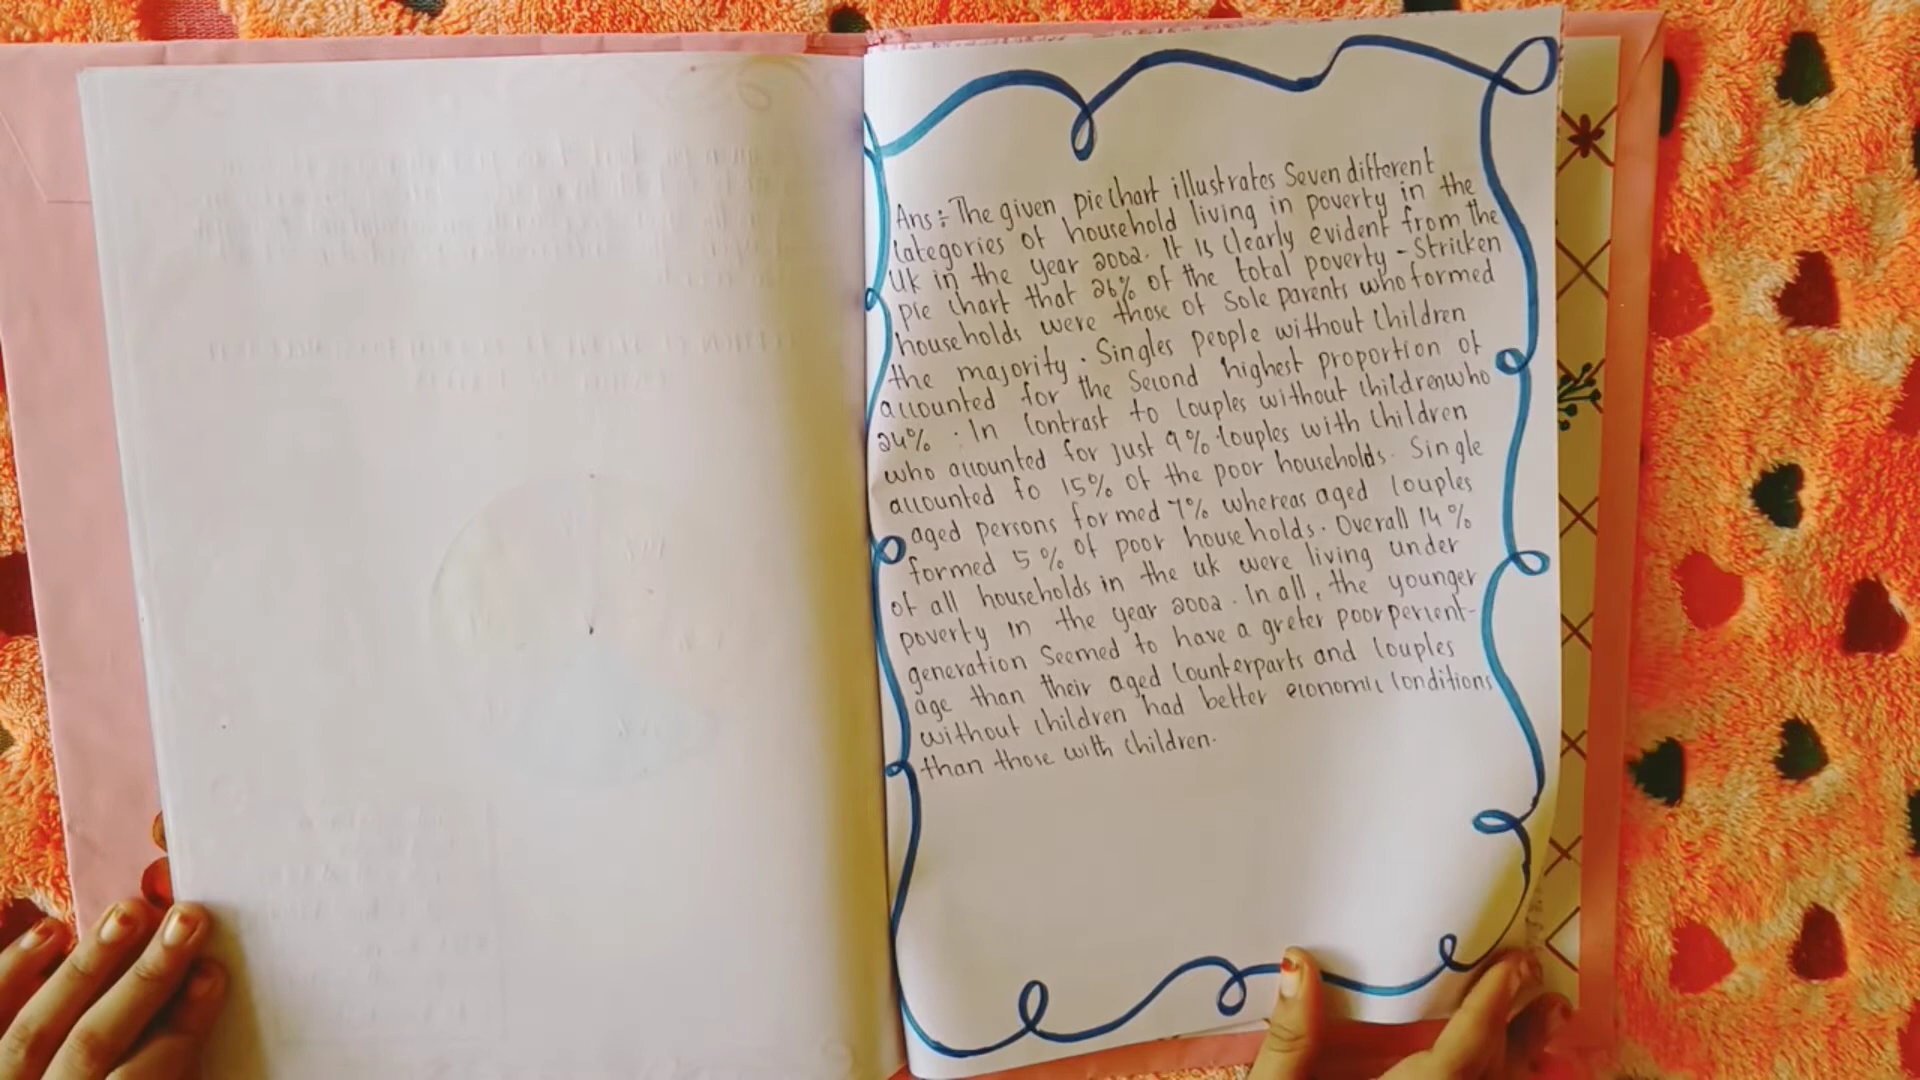 Ans:- The given pie chart illustrates Seven different
categories of household living in poverty in the
UK in the year 2002. It is clearly evident from the
pie chart that 26% of the total poverty - Stricken
households were those of Sole parents who formed
the majority. Singles people without children
accounted for the Second highest proportion of
24%. In Contrast to Couples without children who
who accounted for just 9%. Couples with Children
accounted fo 15% of the poor households. Single
aged persons formed 7% whereas aged Couples
formed 5% of poor households. Overall 14%
of all households in the uk were living under
poverty in the year 2002. In all, the younger
generation Seemed to have a greter poor percent-
age than their aged Counterparts and Couples
without children had better economic Conditions
than those with children.